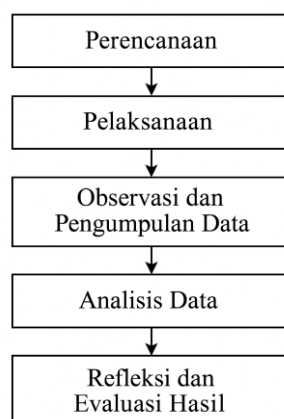 Perencanaan
Pelaksanaan
Observasi dan
Pengumpulan Data
Analisis Data
Refleksi dan
Evaluasi Hasil